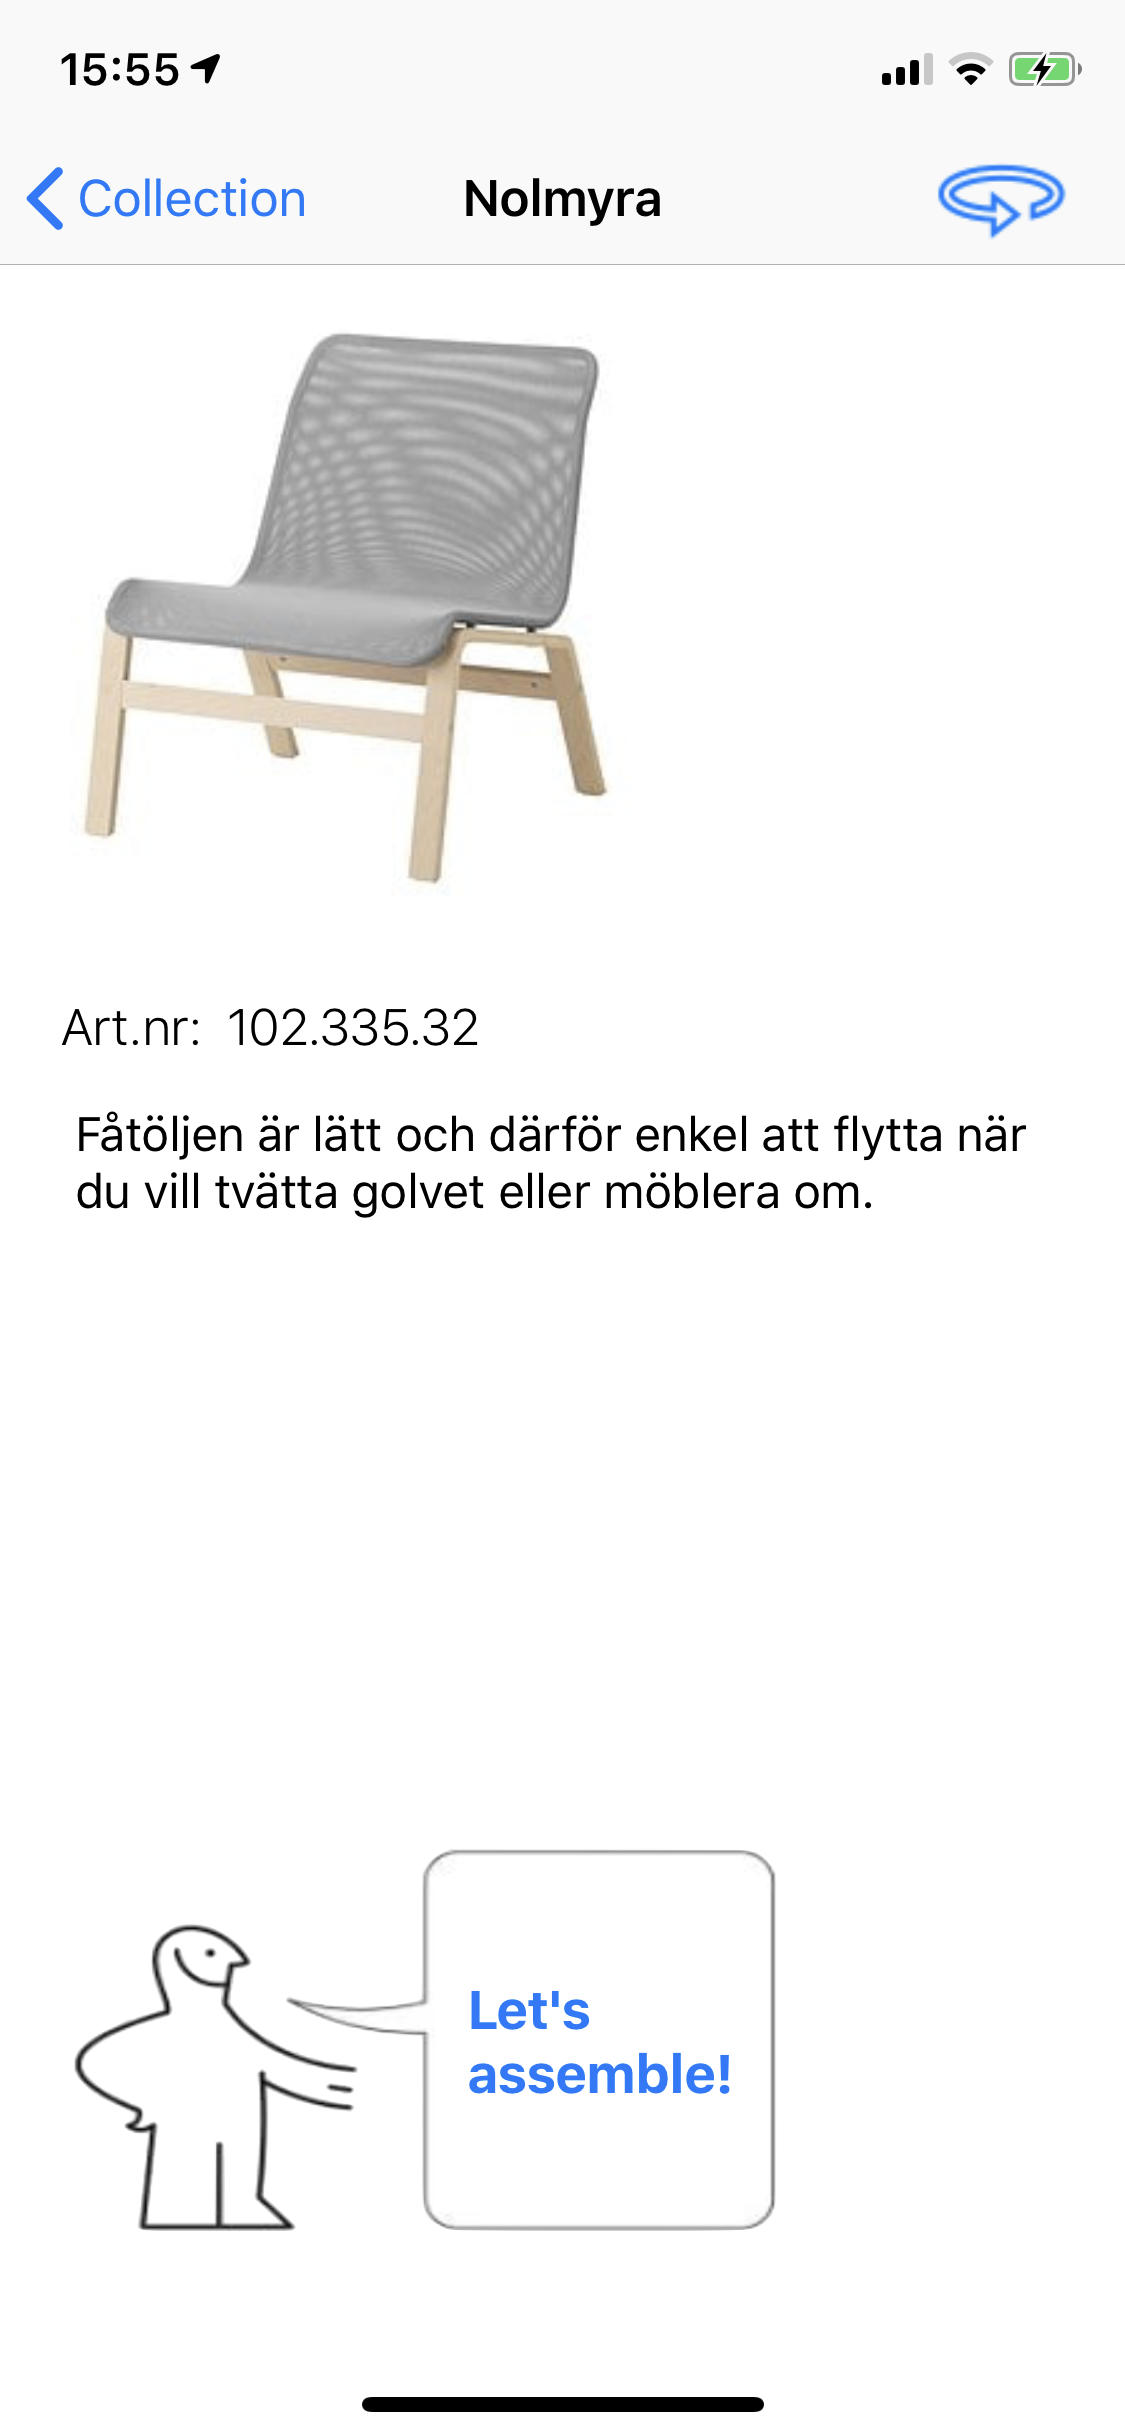 15:55
Collection
Nolmyra
Art.nr: 102.335.32
Fåtöljen är lätt och därför enkel att flytta när
du vill tvätta golvet eller möblera om.
Let's
assemble!